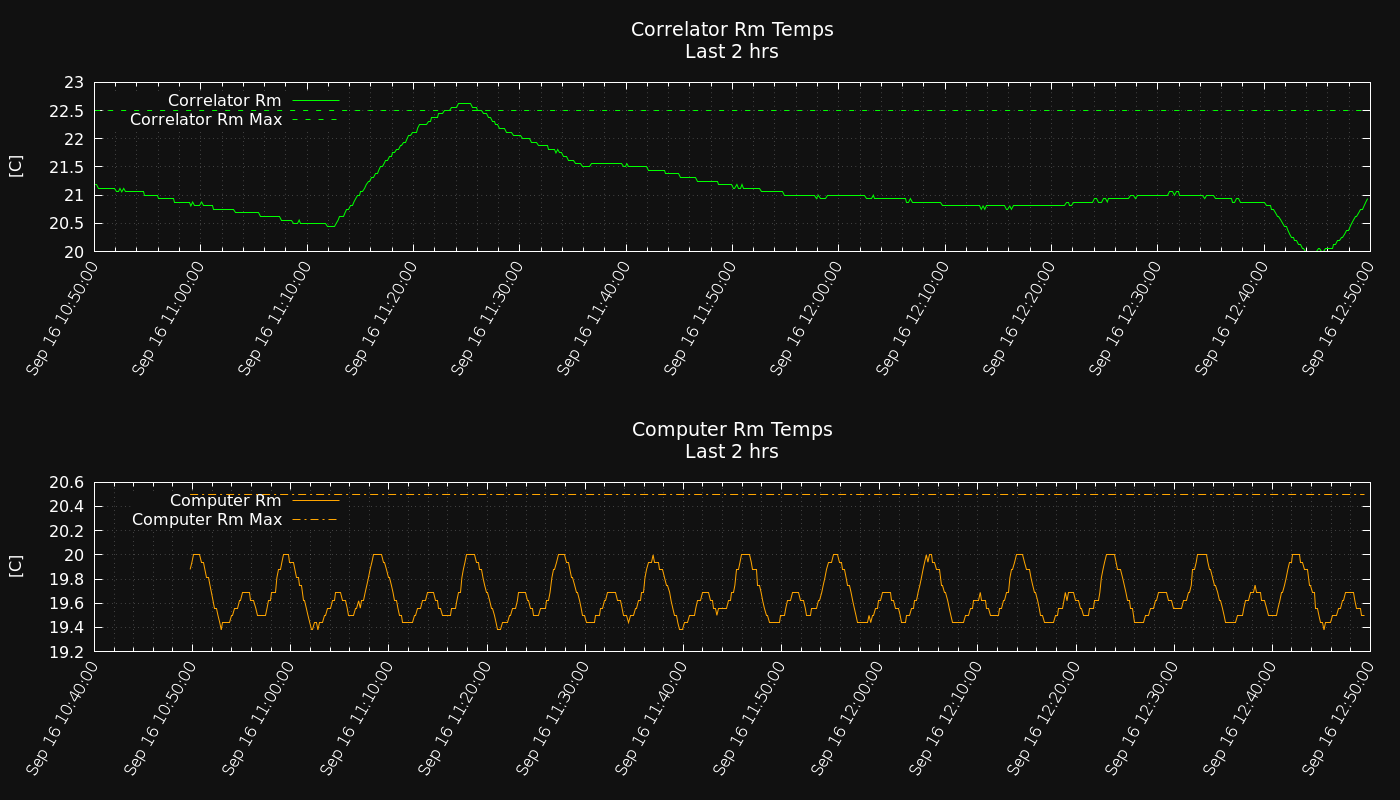 Correlator Rm Temps
Last 2 hrs
23
22.5
22
21.5
21
20.5
20
[C]
Correlator Rm
Correlator Rm Max
Sep 16 10:50:00
Sep 16 11:00:00
Sep 16 11:10:00
Sep 16 11:20:00
Sep 16 11:30:00
Sep 16 11:40:00
Sep 16 11:50:00
Sep 16 12:00:00
Sep 16 12:10:00
Sep 16 12:20:00
Sep 16 12:30:00
Sep 16 12:40:00
Sep 16 12:50:00
Computer Rm Temps
Last 2 hrs
20.6
20.4
20.2
20
19.8
19.6
19.4
19.2
[C]
Computer Rm
Computer Rm Max
Sep 16 10:40:00
Sep 16 10:50:00
Sep 16 11:00:00
Sep 16 11:10:00
Sep 16 11:20:00
Sep 16 11:30:00
Sep 16 11:40:00
Sep 16 11:50:00
Sep 16 12:00:00
Sep 16 12:10:00
Sep 16 12:20:00
Sep 16 12:30:00
Sep 16 12:40:00
Sep 16 12:50:00